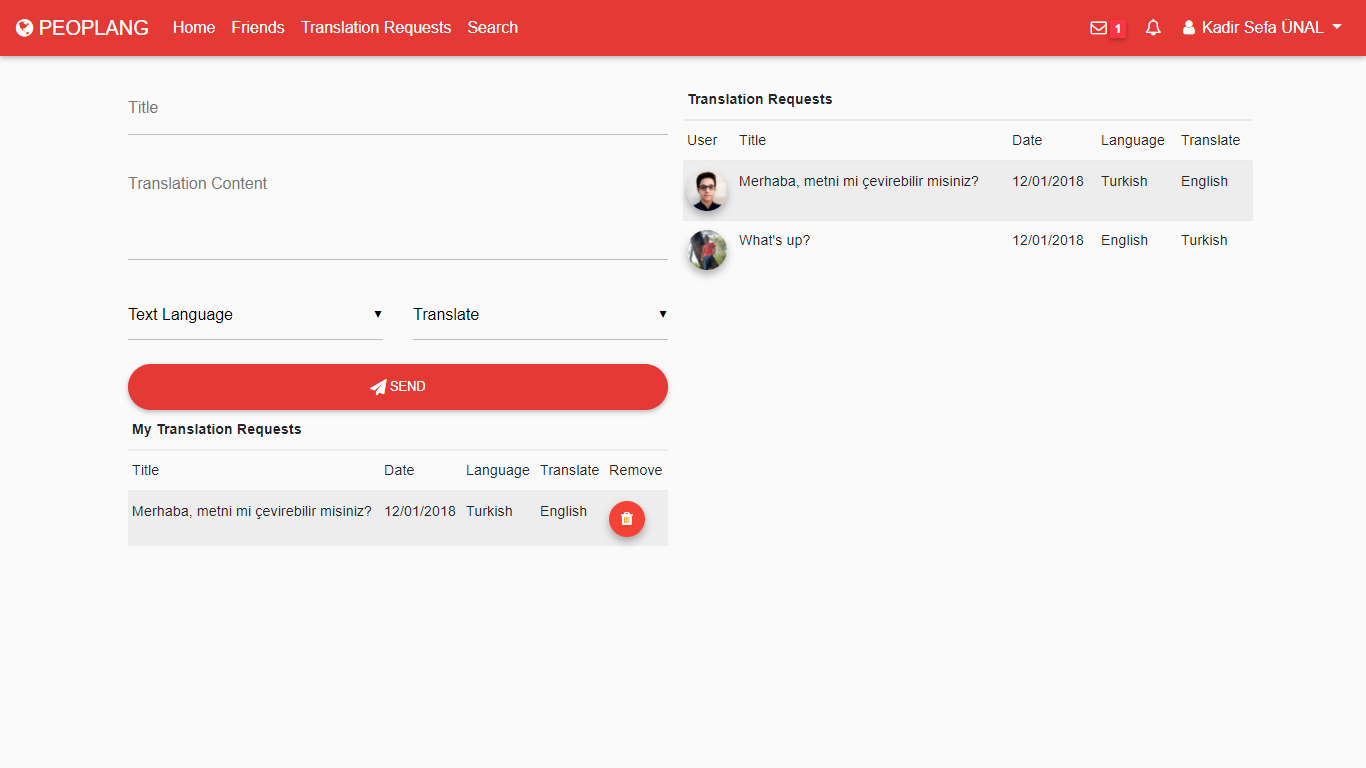 PEOPLANG Home Friends Translation Requests Search 1 Kadir Sefa ÜNAL
Title
Translation Content
Text Language Translate
SEND
My Translation Requests
Title Date Language Translate Remove
Merhaba, metni mi çevirebilir misiniz? 12/01/2018 Turkish English
Translation Requests
User Title Date Language Translate
Merhaba, metni mi çevirebilir misiniz? 12/01/2018 Turkish English
What's up? 12/01/2018 English Turkish